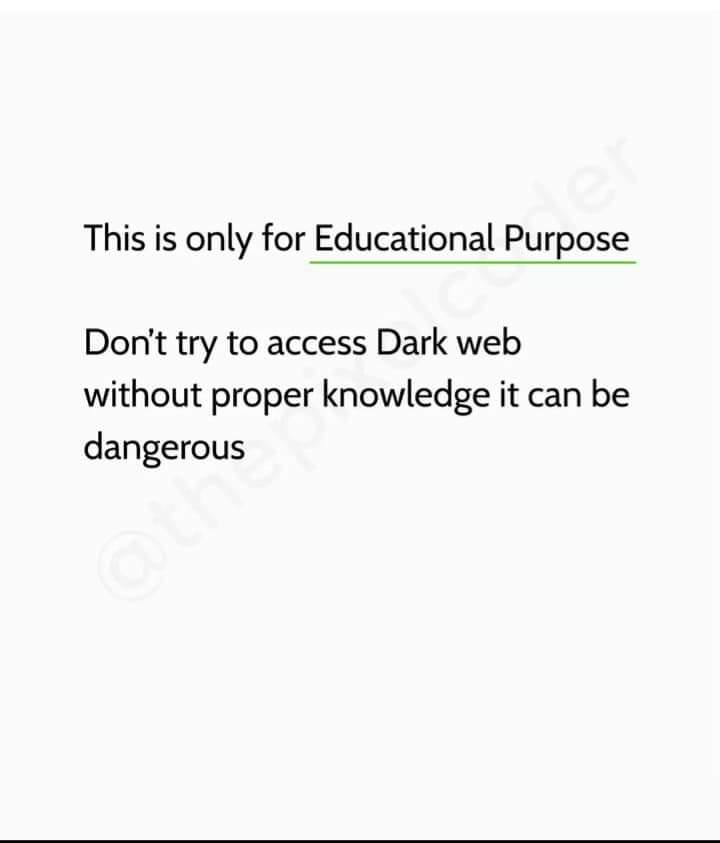 This is only for Educational Purpose
Don't try to access Dark web
without proper knowledge it can be
dangerous
@thepixelcoder